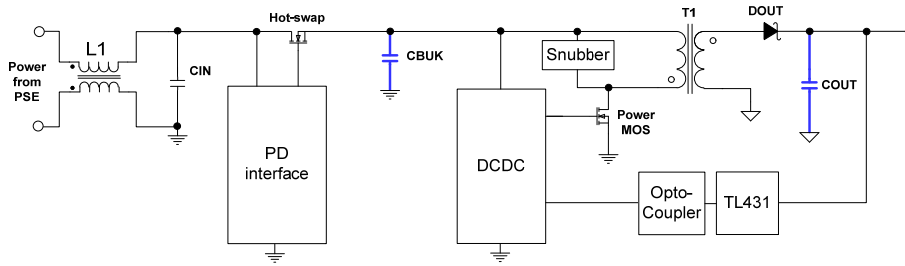 Hot-swap
T1
DOUT
L1
Power
from
PSE
CIN
CBUK
Snubber
COUT
Power
MOS
PD
interface
DCDC
Opto-
Coupler
TL431